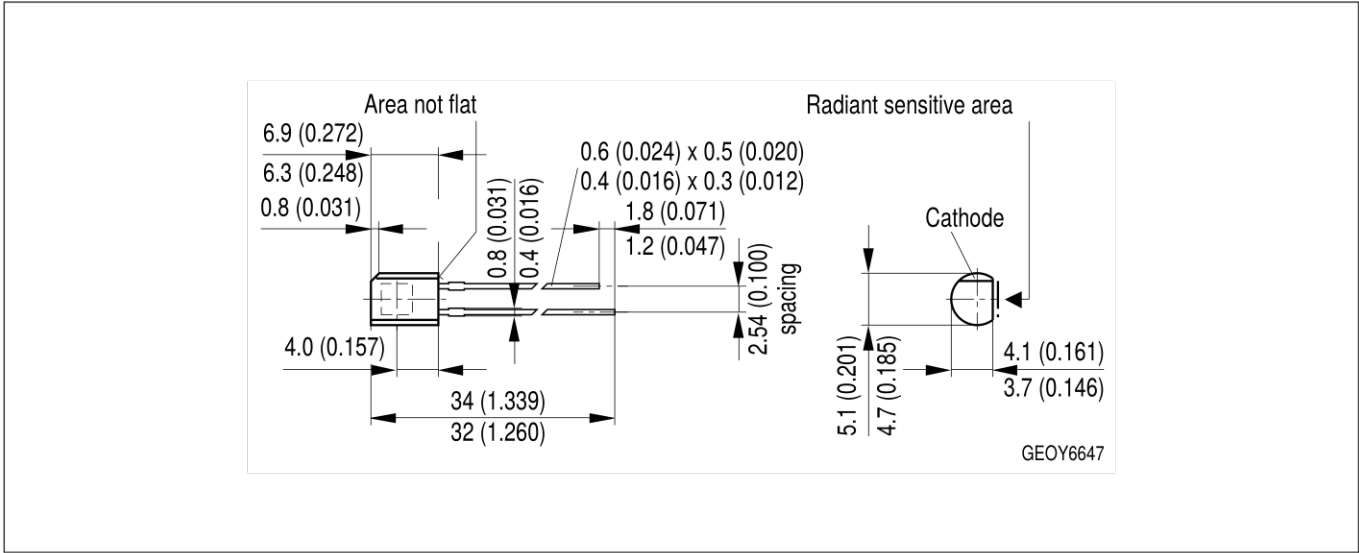 Area not flat
Radiant sensitive area
6.9 (0.272)
6.3 (0.248)
0.8 (0.031)
0.6 (0.024) x 0.5 (0.020)
0.4 (0.016) x 0.3 (0.012)
0.8 (0.031)
0.4 (0.016)
1.8 (0.071)
1.2 (0.047)
2.54 (0.100)
spacing
Cathode
4.0 (0.157)
34 (1.339)
32 (1.260)
5.1 (0.201)
4.7 (0.185)
4.1 (0.161)
3.7 (0.146)
GEOY6647